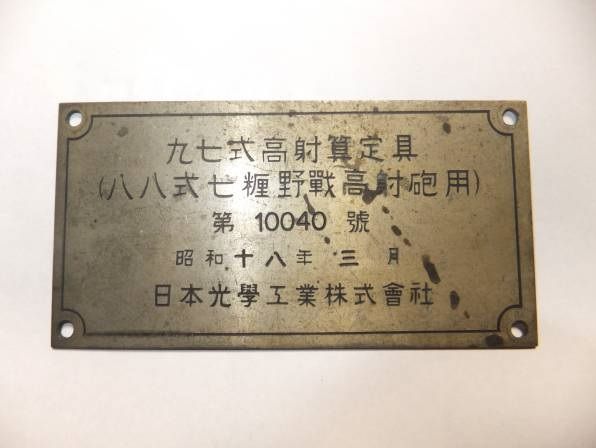 九七式高射算定具
(八八式七糎野戰高射砲用)
第 10040 號
昭和十八年 三 月
日本光學工業株式會社